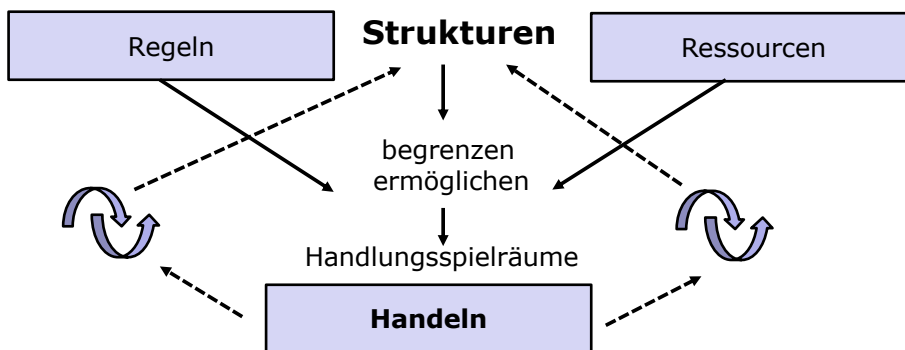 Regeln
Strukturen
Ressourcen
begrenzen
ermöglichen
Handlungsspielräume
Handeln